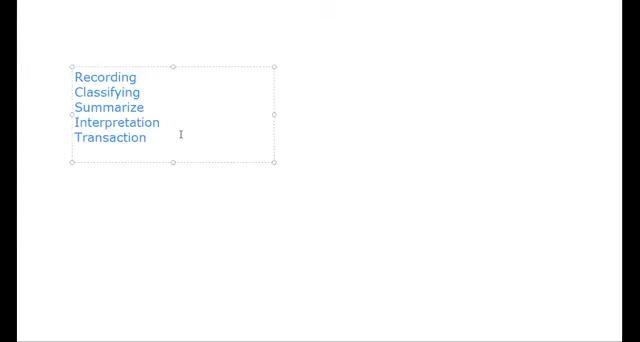 Recording
Classifying
Summarize
Interpretation
Transaction